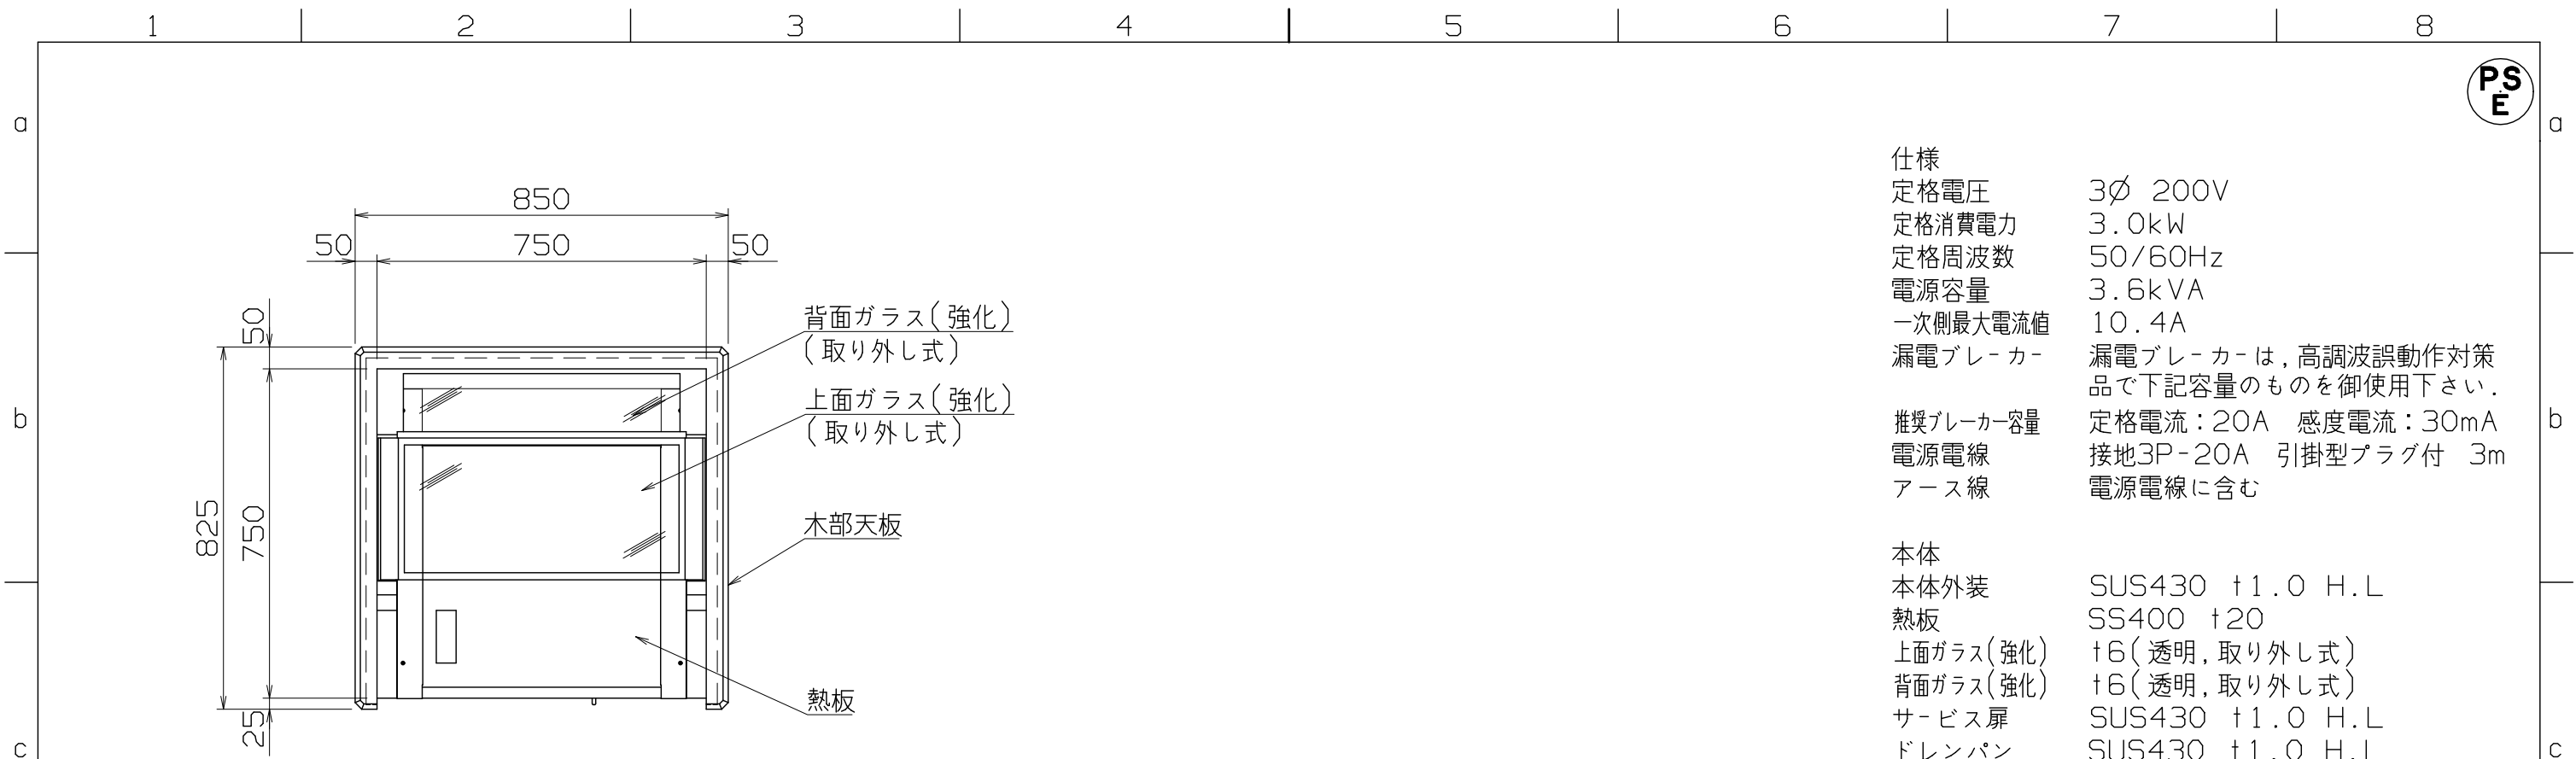 1 2 3 4 5 6 7 8
PS
E
a a
仕様
定格電圧 3∅ 200V
定格消費電力 3.0kW
定格周波数 50/60Hz
電源容量 3.6kVA
一次側最大電流値 10.4A
漏電ブレーカー 漏電ブレーカーは,高調波誤動作対策
品で下記容量のものを御使用下さい.
推奨ブレーカー容量 定格電流:20A 感度電流:30mA
電源電線 接地3P-20A 引掛型プラグ付 3m
アース線 電源電線に含む
本体
本体外装 SUS430 t1.0 H.L
熱板 SS400 t20
上面ガラス(強化) t6(透明,取り外し式)
背面ガラス(強化) t6(透明,取り外し式)
サービス扉 SUS430 t1.0 H.L
ドレンパン SUS430 t1.0 H.L
850
50 750 50
50
825
750
25
背面ガラス(強化)
(取り外し式)
上面ガラス(強化)
(取り外し式)
木部天板
熱板
b b
c c